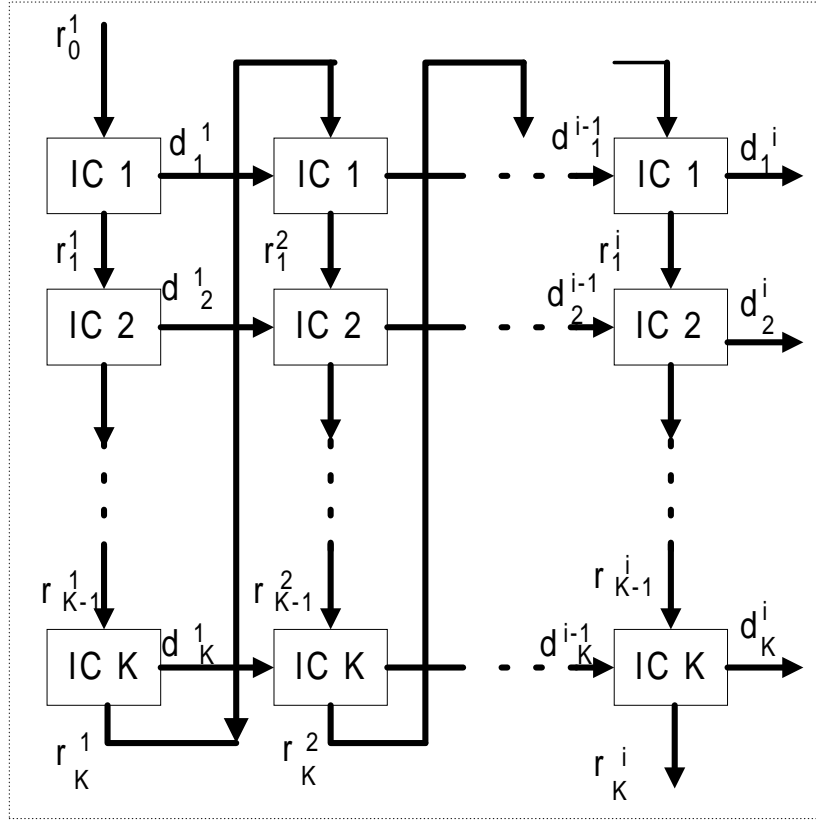 r_0^1
d_1^1 d_1^{i-1} d_1^i
IC 1 IC 1 IC 1
r_1^1 r_1^2 r_1^i
d_2^1 d_2^{i-1} d_2^i
IC 2 IC 2 IC 2
r_{K-1}^1 r_{K-1}^2 r_{K-1}^i
d_K^1 d_K^{i-1} d_K^i
IC K IC K IC K
r_K^1 r_K^2 r_K^i